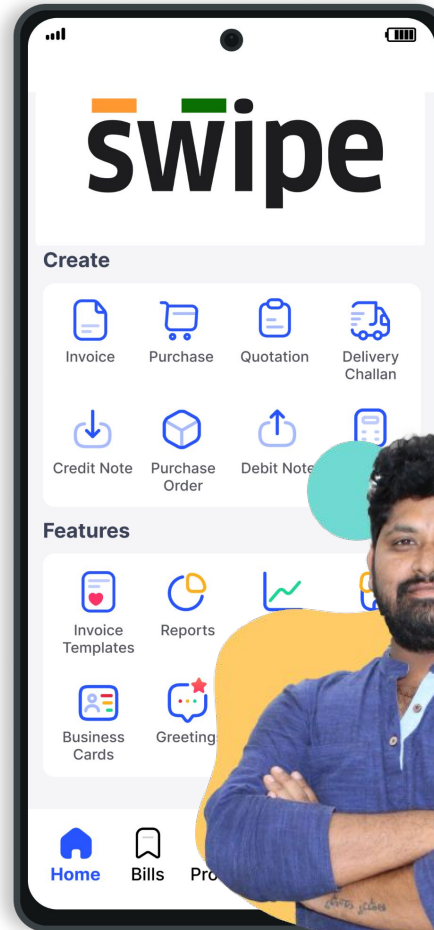 swipe
Create
Invoice Purchase Quotation Delivery Challan
Credit Note Purchase Order Debit Note
Features
Invoice Templates Reports
Business Cards Greeting
Home Bills Pro